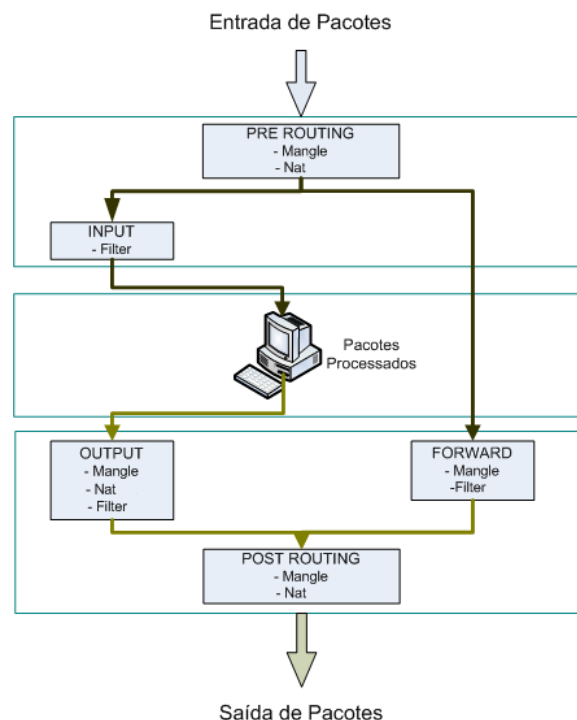 Entrada de Pacotes
PRE ROUTING
- Mangle
- Nat
INPUT
- Filter
Pacotes
Processados
OUTPUT
- Mangle
- Nat
- Filter
FORWARD
- Mangle
-Filter
POST ROUTING
- Mangle
- Nat
Saída de Pacotes